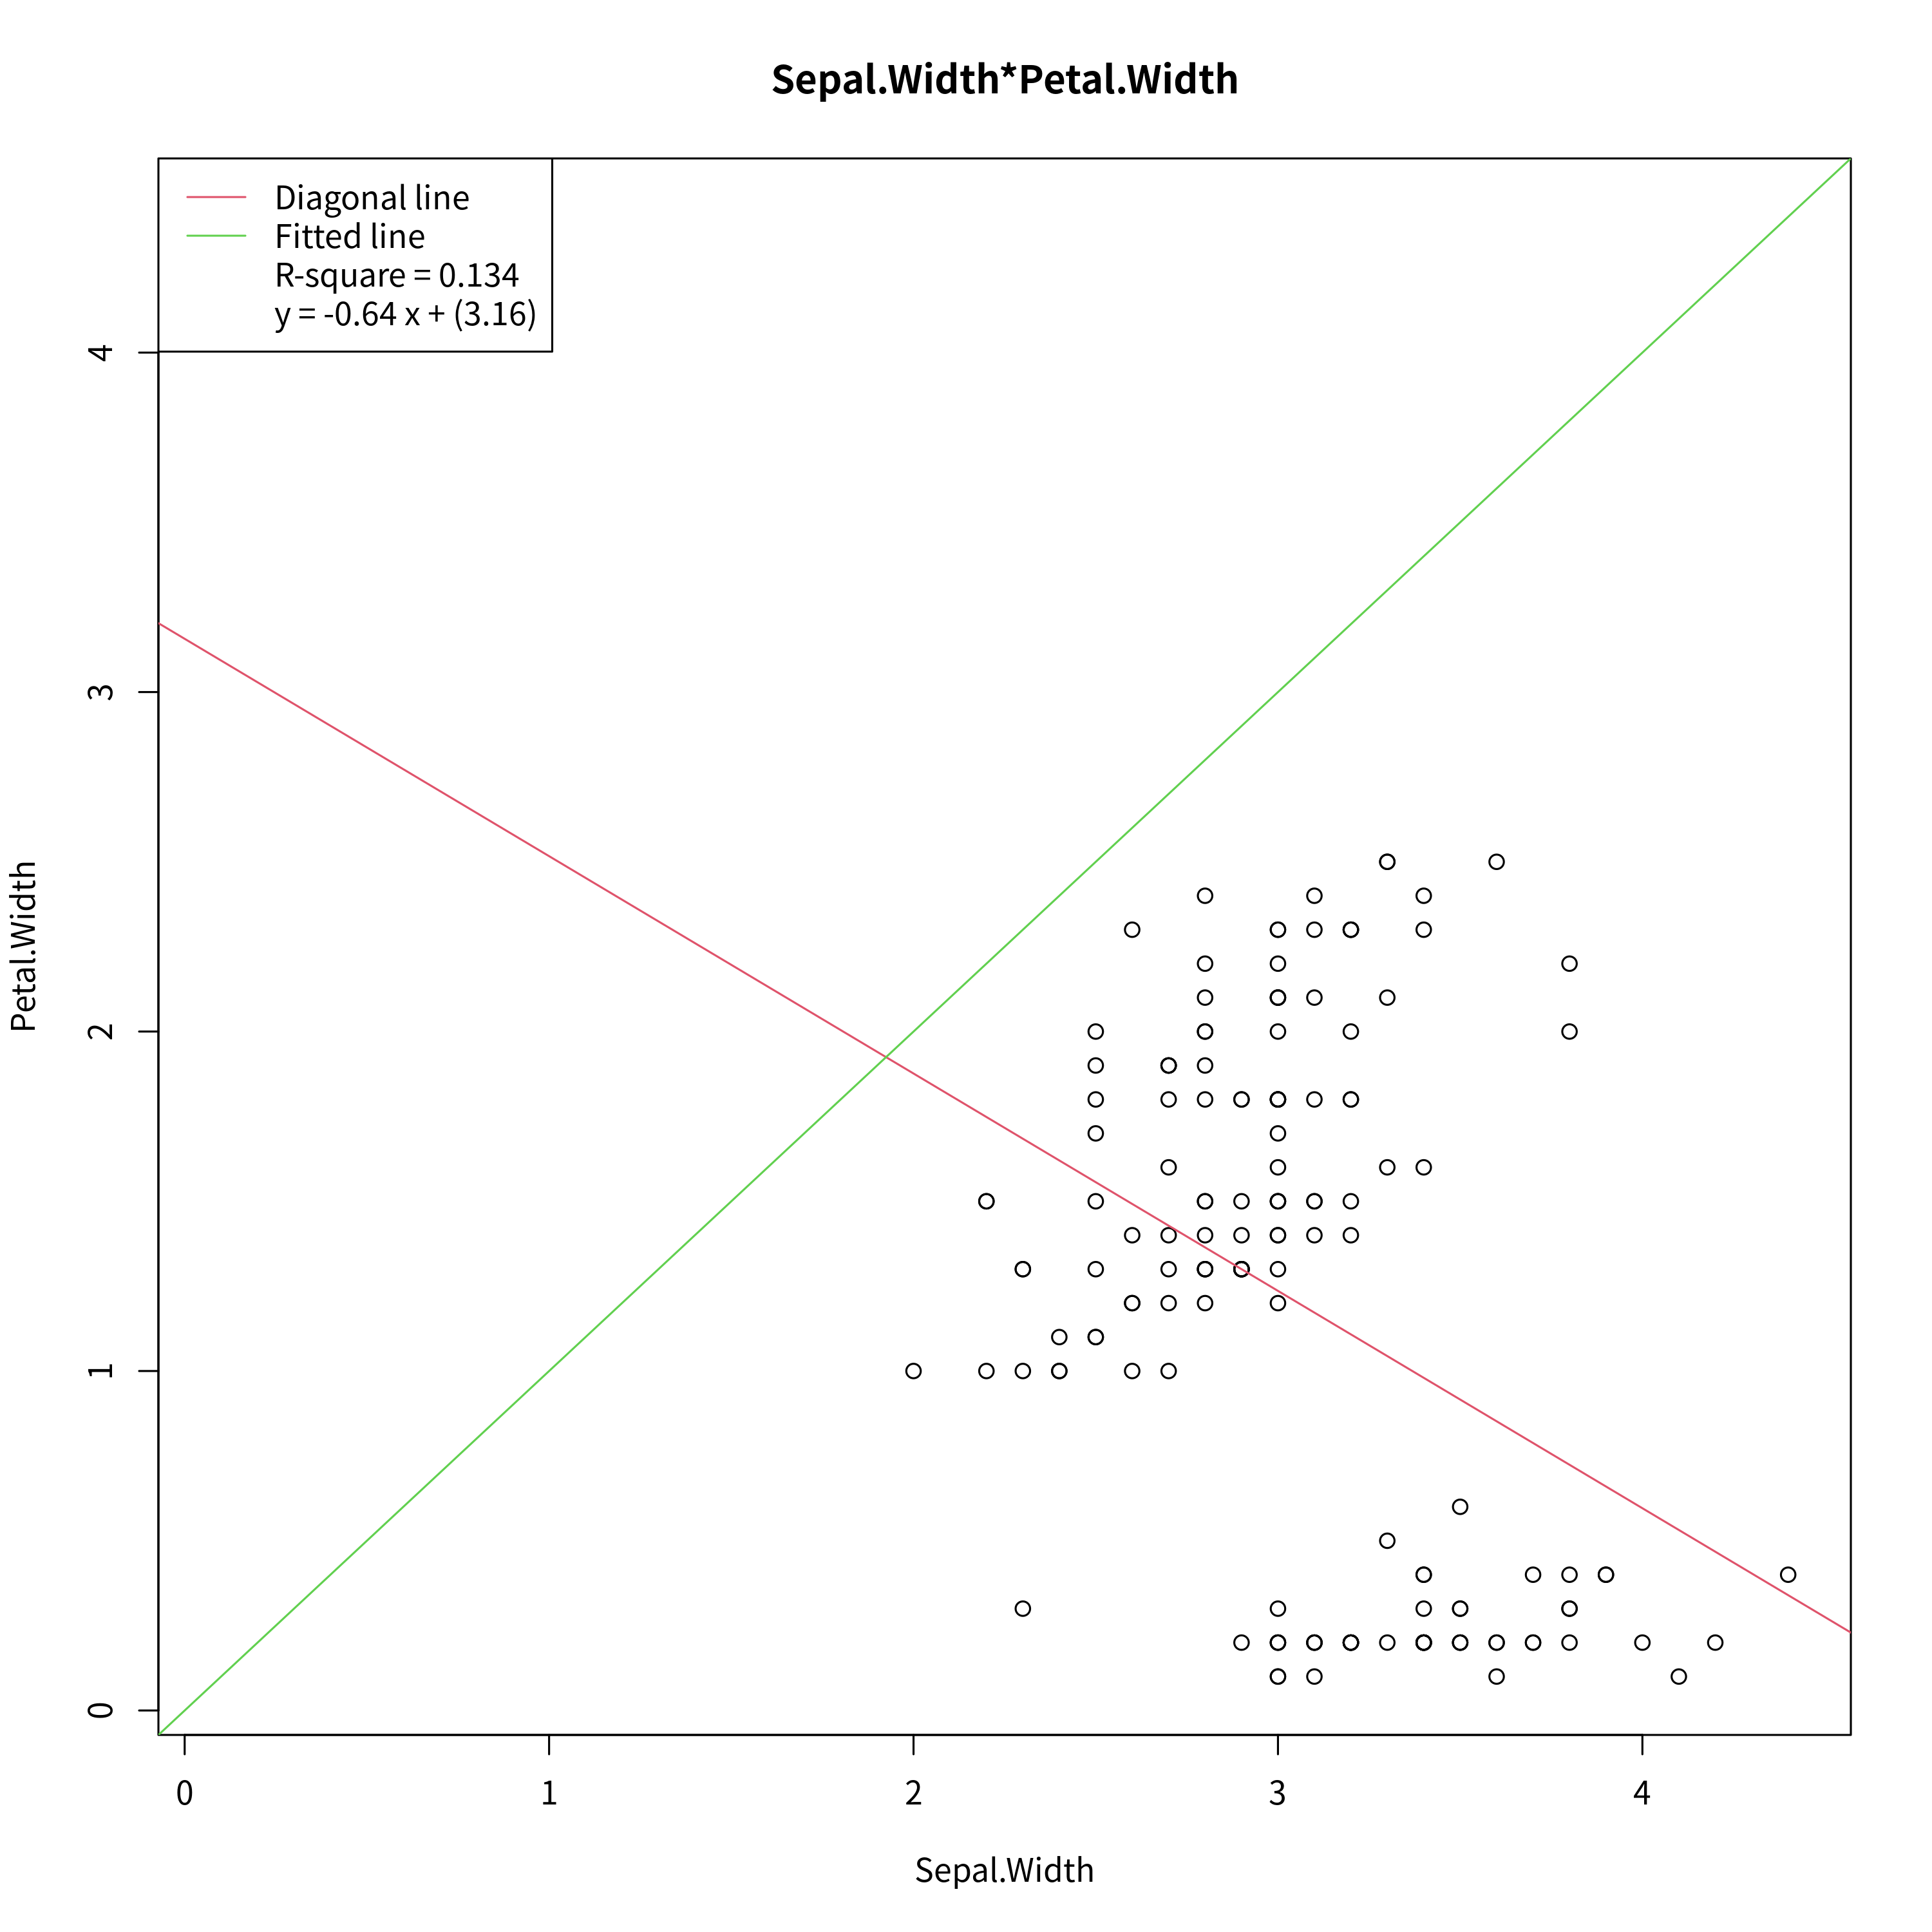 Sepal.Width*Petal.Width
Diagonal line
Fitted line
R-square = 0.134
y = -0.64 x + (3.16)
4
3
2
1
0
Petal.Width
0 1 2 3 4
Sepal.Width